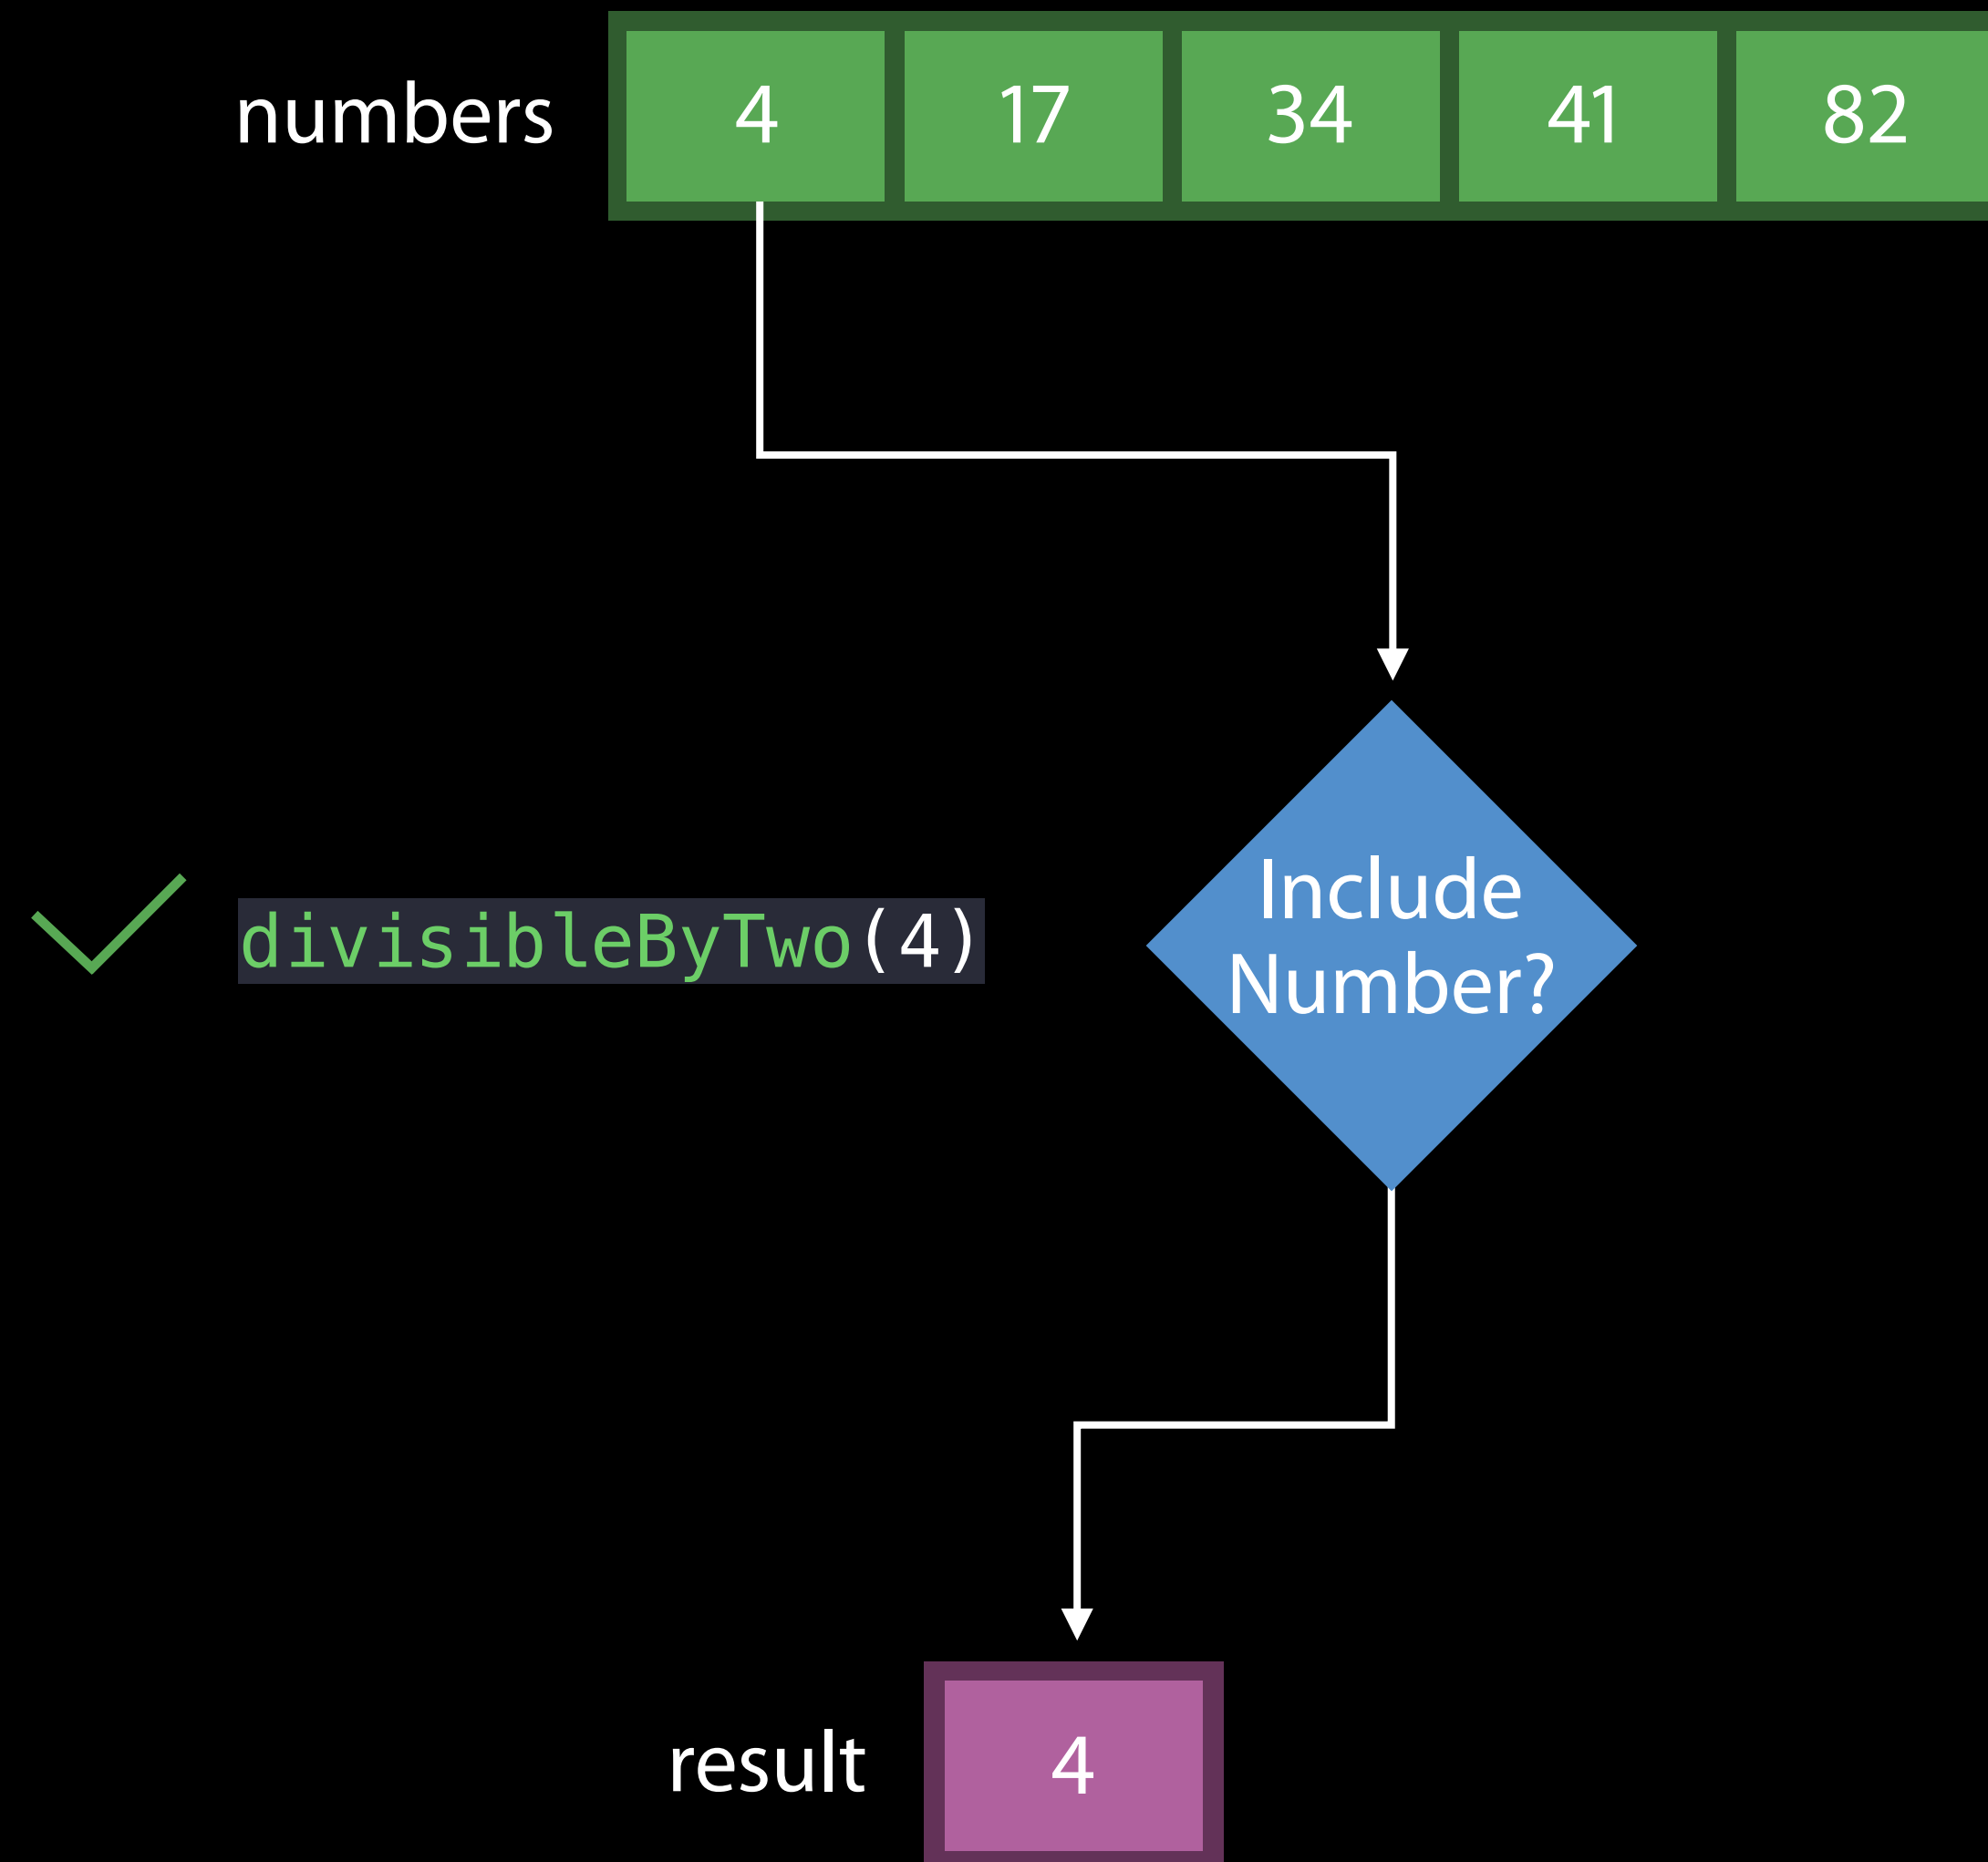 numbers 4 17 34 41 82
Include
divisibleByTwo(4)
Number?
result 4